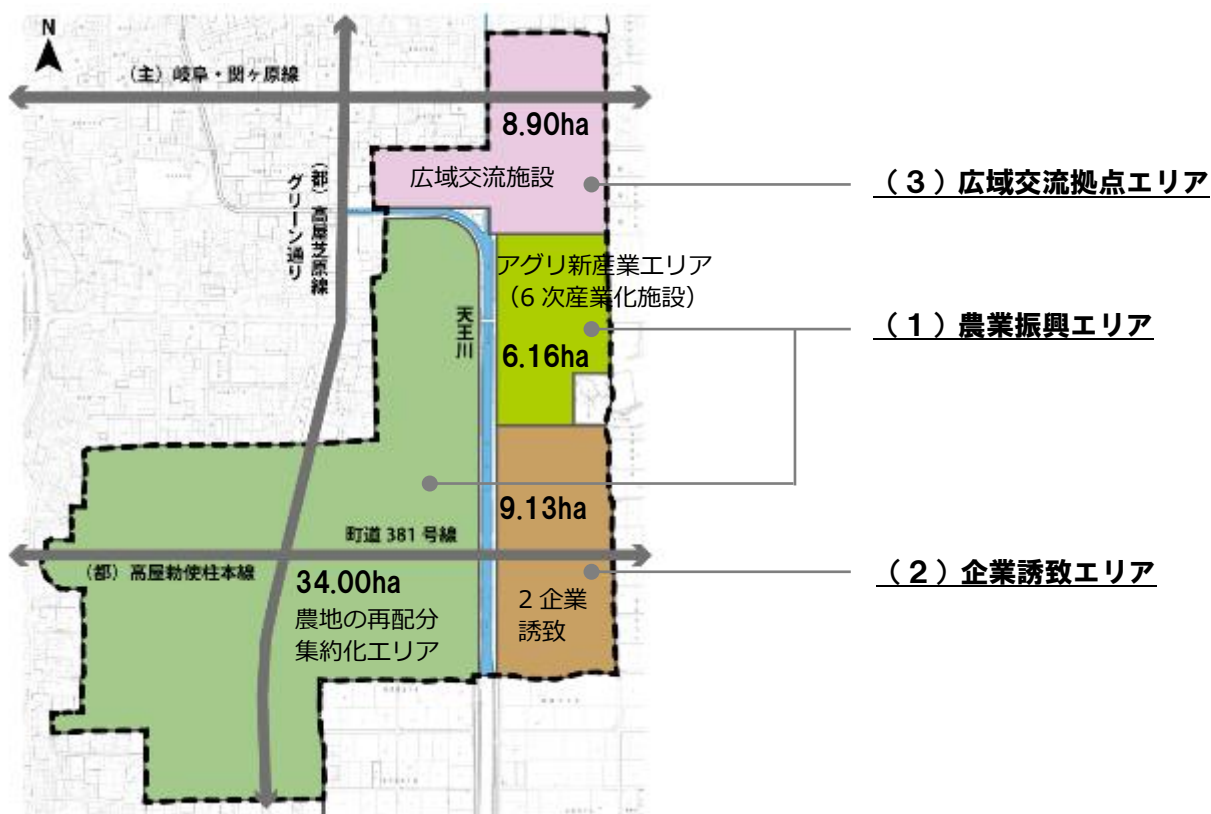 N
(主)岐阜・関ヶ原線
8.90ha
広域交流施設
(3)広域交流拠点エリア
(都)高屋芝原線
グリーン通り
アグリ新産業エリア
(6次産業化施設)
天王川
(1)農業振興エリア
6.16ha
9.13ha
町道381号線
(都)高屋勅使柱本線
(2)企業誘致エリア
34.00ha
農地の再配分
集約化エリア
2企業
誘致